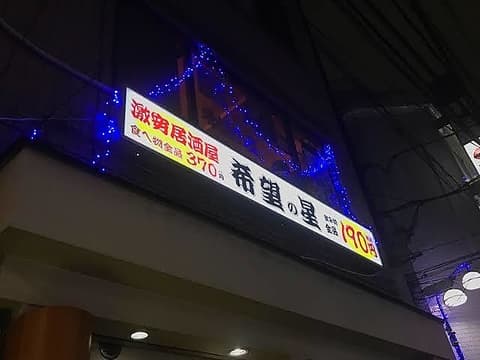 激安居酒屋
食べ物全品370円
希望の星
飲み物
全品
190円